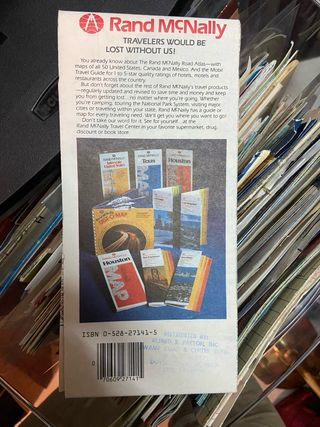 Rand McNally
TRAVELERS WOULD BE
LOST WITHOUT US!
You already know about the Rand McNally Road Atlas—with
maps of all 50 United States, Canada and Mexico. And the Mobil
Travel Guide for 1 to 5-star quality ratings of hotels, motels and
restaurants across the country.
But don't forget about the rest of Rand McNally's travel products
—regularly updated and revised to save time and money and keep
you from getting lost...no matter where you're going. Whether
you're camping, touring the National Park System, visiting major
cities or traveling within your state, Rand McNally has a guide or
map for every traveling need. We'll get you where you want to go!
Don't take our word for it. See for yourself...at the
Rand McNally Travel Center in your favorite supermarket, drug,
discount or book store.
RAND McNALLY
United States
Texas
Houston
MAP
Houston
MAP
ISBN 0-528-27141-5
DISTRIBUTED BY:
0
70609 27141